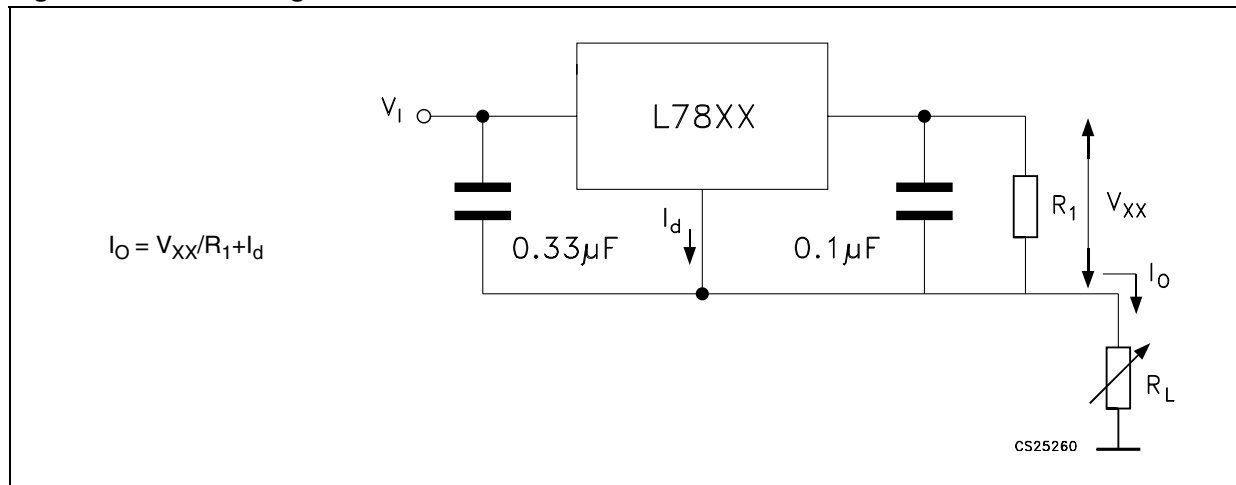 L78XX
V_I
I_d
R_1
V_XX
0.33μF
0.1μF
I_O = V_XX/R_1+I_d
I_O
R_L
CS25260